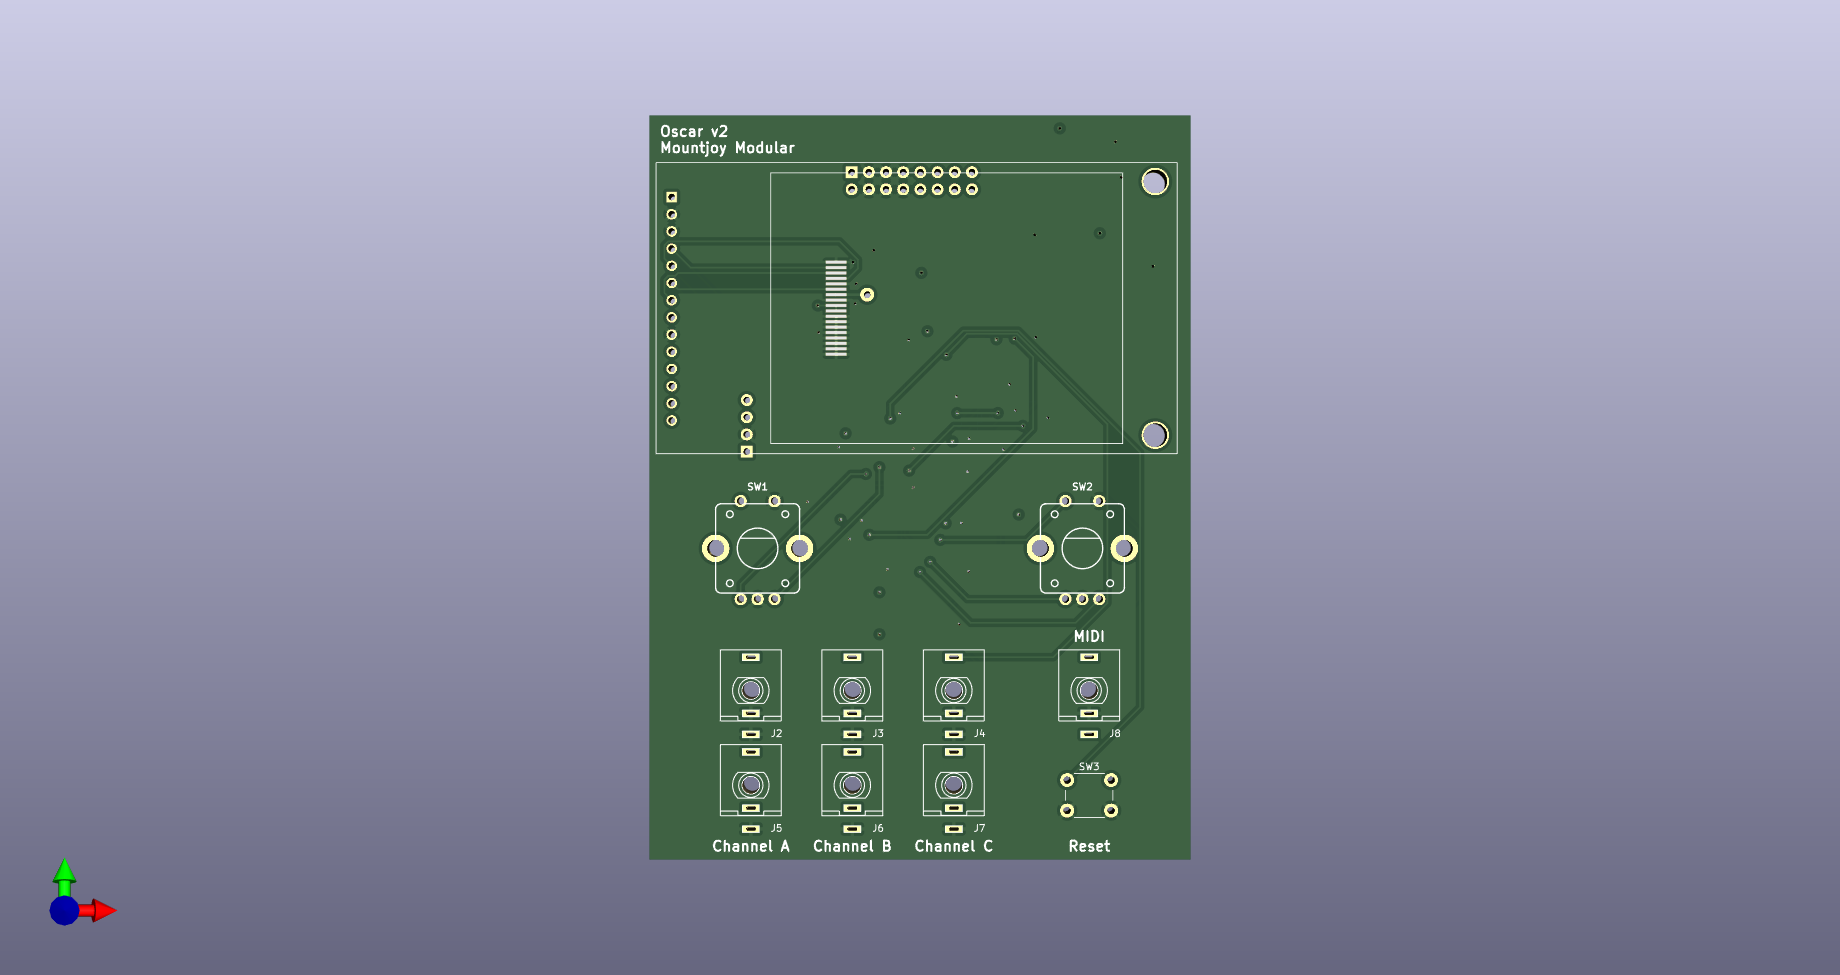 Oscar v2
Mountjoy Modular
SW1
SW2
MIDI
J2
J3
J4
J8
SW3
J5
J6
J7
Channel A
Channel B
Channel C
Reset